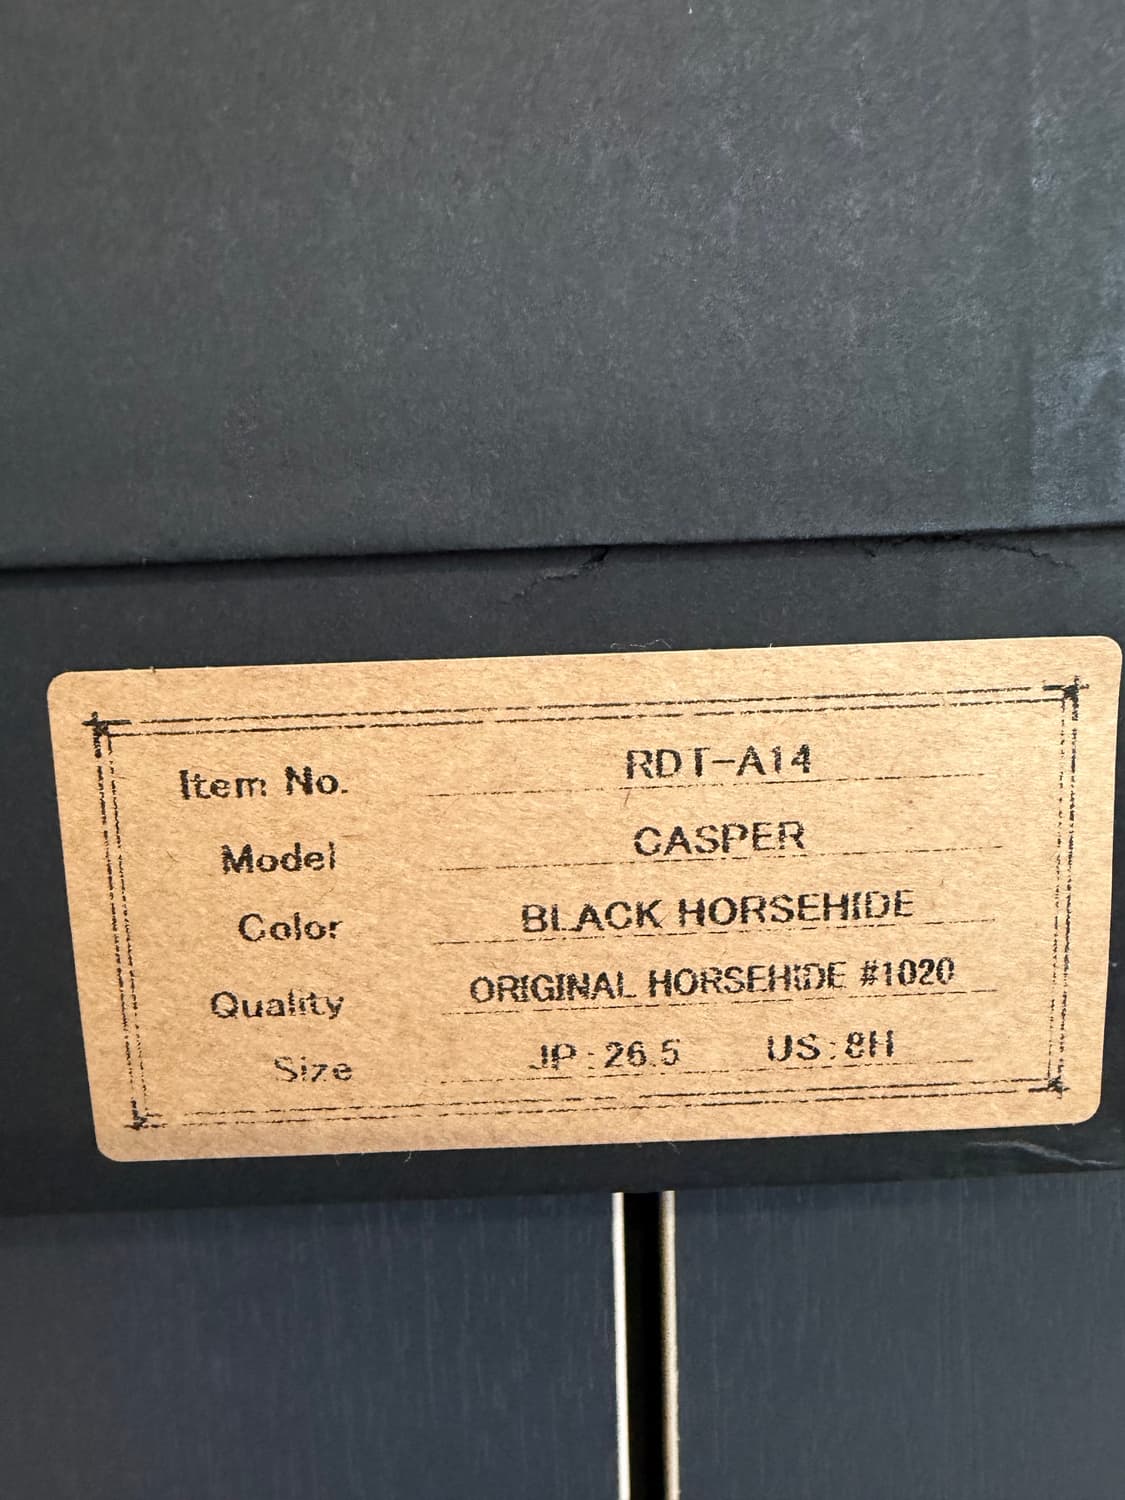 Item No. RDT-A14
Model CASPER
Color BLACK HORSEHIDE
Quality ORIGINAL HORSEHIDE #1020
Size JP:26.5 US:8H